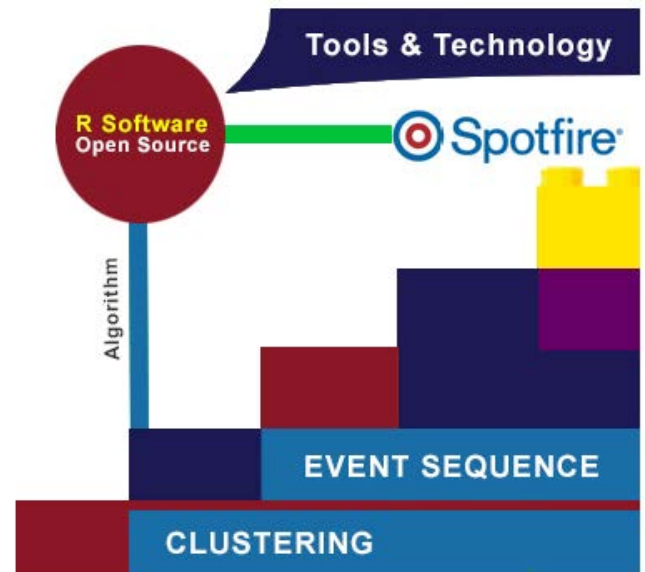 Tools & Technology
R Software
Open Source
Spotfire®
Algorithm
EVENT SEQUENCE
CLUSTERING